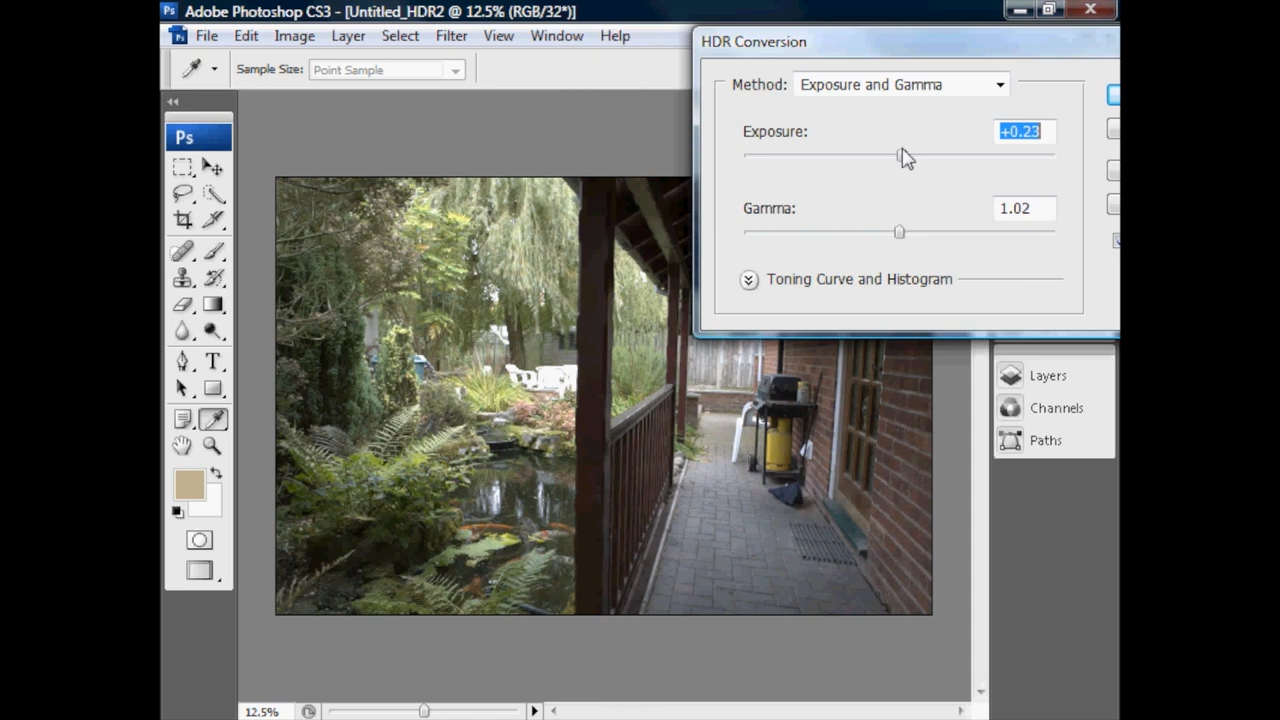 Ps Adobe Photoshop CS3 - [Untitled_HDR2 @ 12.5% (RGB/32*)]
Ps File Edit Image Layer Select Filter View Window Help
HDR Conversion
Sample Size: Point Sample
Method: Exposure and Gamma
Exposure: +0.23
Ps
Gamma: 1.02
Toning Curve and Histogram
T
Layers
Channels
Paths
12.5%